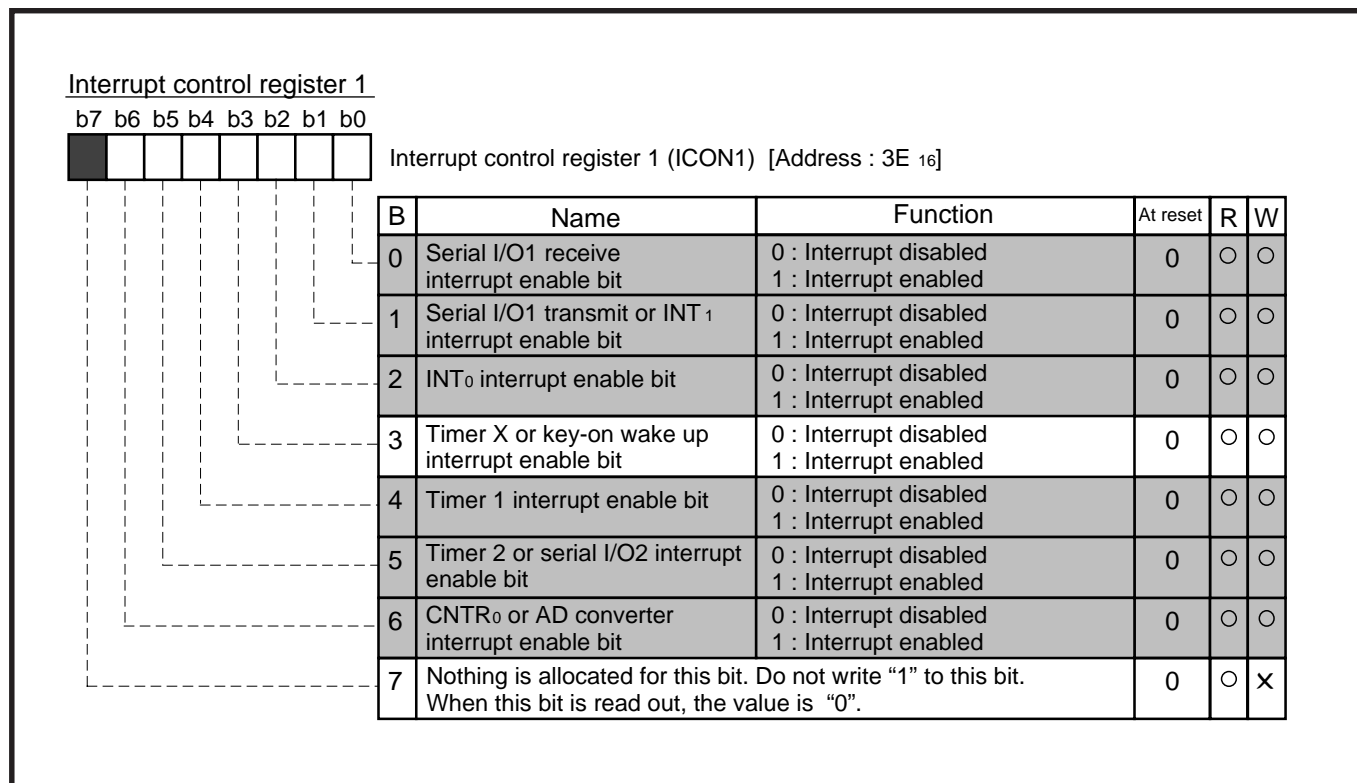 Interrupt control register 1
b7 b6 b5 b4 b3 b2 b1 b0
Interrupt control register 1 (ICON1) [Address : 3E 16]
B Name Function At reset R W
0 Serial I/O1 receive 0 : Interrupt disabled 0 ○ ○
interrupt enable bit 1 : Interrupt enabled
1 Serial I/O1 transmit or INT1 0 : Interrupt disabled 0 ○ ○
interrupt enable bit 1 : Interrupt enabled
2 INT0 interrupt enable bit 0 : Interrupt disabled 0 ○ ○
1 : Interrupt enabled
3 Timer X or key-on wake up 0 : Interrupt disabled 0 ○ ○
interrupt enable bit 1 : Interrupt enabled
4 Timer 1 interrupt enable bit 0 : Interrupt disabled 0 ○ ○
1 : Interrupt enabled
5 Timer 2 or serial I/O2 interrupt 0 : Interrupt disabled 0 ○ ○
enable bit 1 : Interrupt enabled
6 CNTR0 or AD converter 0 : Interrupt disabled 0 ○ ○
interrupt enable bit 1 : Interrupt enabled
7 Nothing is allocated for this bit. Do not write “1” to this bit. 0 ○ ×
When this bit is read out, the value is “0”.